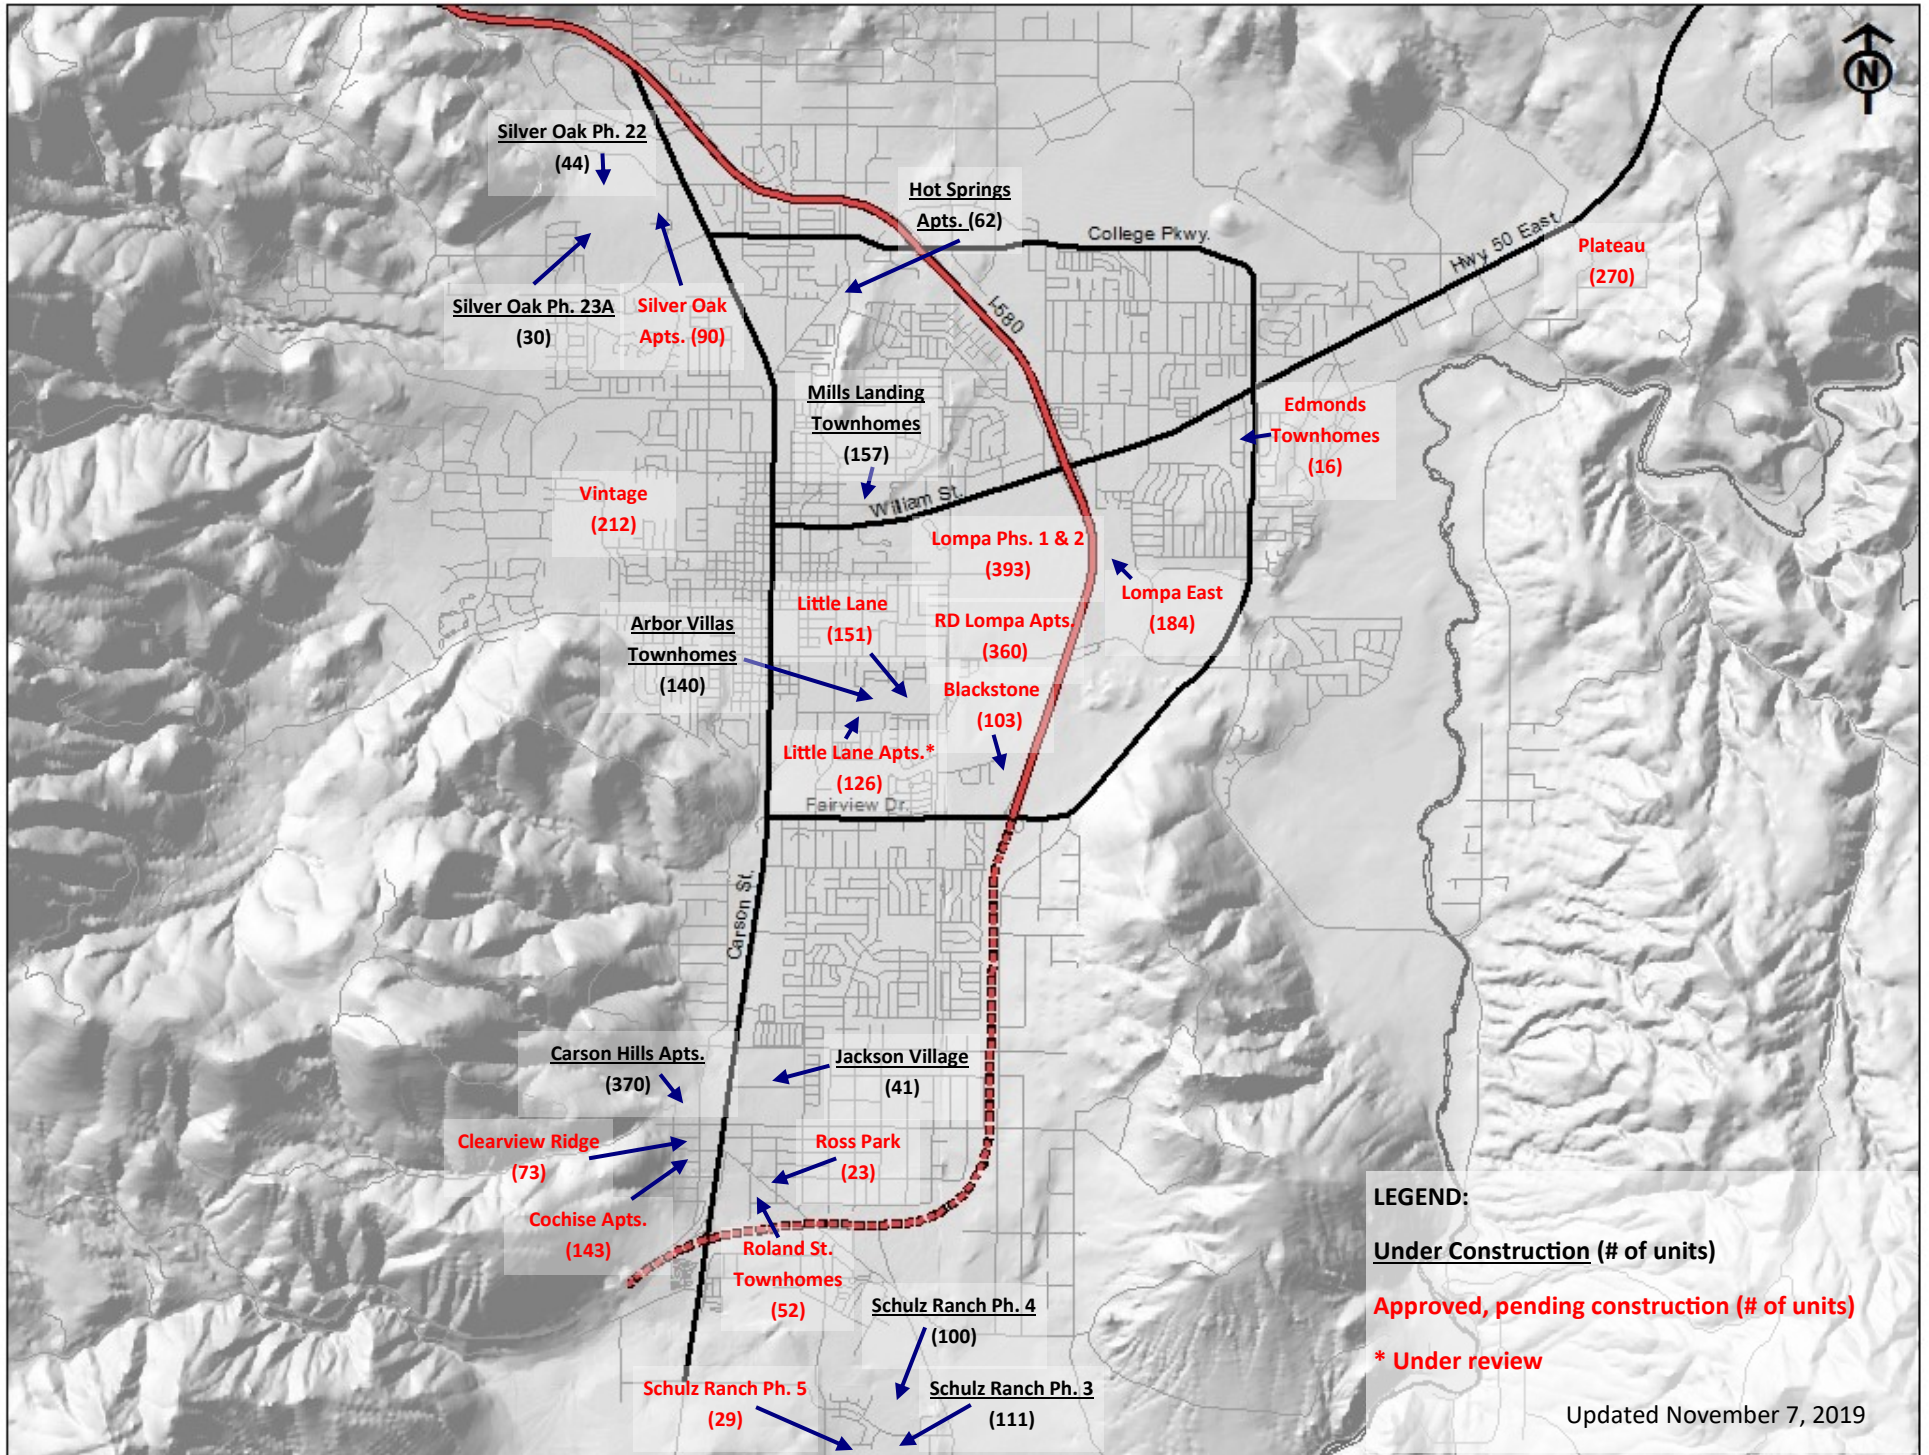 Silver Oak Ph. 22
(44)
Hot Springs
Apts. (62)
College Pkwy.
Hwy 50 East
Plateau
(270)
Silver Oak Ph. 23A
(30)
Silver Oak
Apts. (90)
I-580
Mills Landing
Townhomes
(157)
William St.
Edmonds
Townhomes
(16)
Vintage
(212)
Lompa Phs. 1 & 2
(393)
Lompa East
(184)
Little Lane
(151)
RD Lompa Apts.
(360)
Arbor Villas
Townhomes
(140)
Blackstone
(103)
Little Lane Apts.*
(126)
Fairview Dr.
Carson St.
Carson Hills Apts.
(370)
Jackson Village
(41)
Clearview Ridge
(73)
Ross Park
(23)
Cochise Apts.
(143)
Roland St.
Townhomes
(52)
Schulz Ranch Ph. 4
(100)
Schulz Ranch Ph. 5
(29)
Schulz Ranch Ph. 3
(111)
N
LEGEND:
Under Construction (# of units)
Approved, pending construction (# of units)
* Under review
Updated November 7, 2019